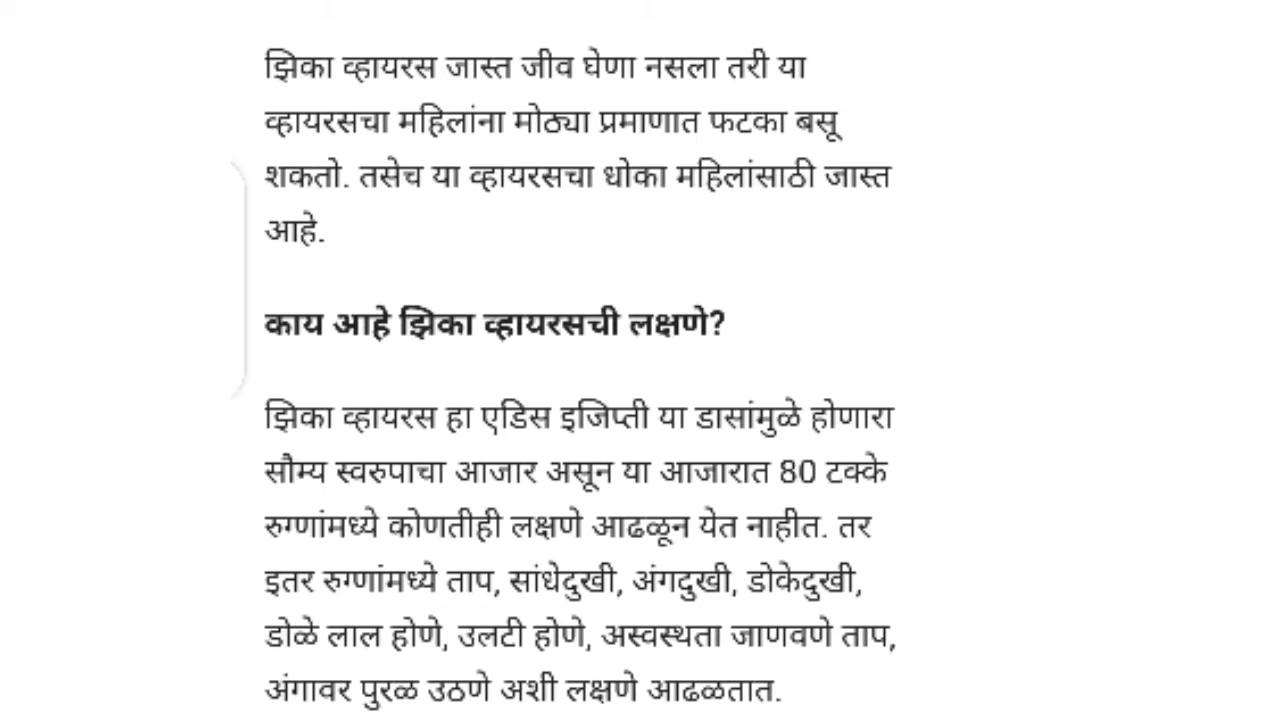 झिका व्हायरस जास्त जीव घेणा नसला तरी या
व्हायरसचा महिलांना मोठ्या प्रमाणात फटका बसू
शकतो. तसेच या व्हायरसचा धोका महिलांसाठी जास्त
आहे.
काय आहे झिका व्हायरसची लक्षणे?
झिका व्हायरस हा एडिस इजिप्ती या डासांमुळे होणारा
सौम्य स्वरुपाचा आजार असून या आजारात 80 टक्के
रुग्णांमध्ये कोणतीही लक्षणे आढळून येत नाहीत. तर
इतर रुग्णांमध्ये ताप, सांधेदुखी, अंगदुखी, डोकेदुखी,
डोळे लाल होणे, उलटी होणे, अस्वस्थता जाणवणे ताप,
अंगावर पुरळ उठणे अशी लक्षणे आढळतात.